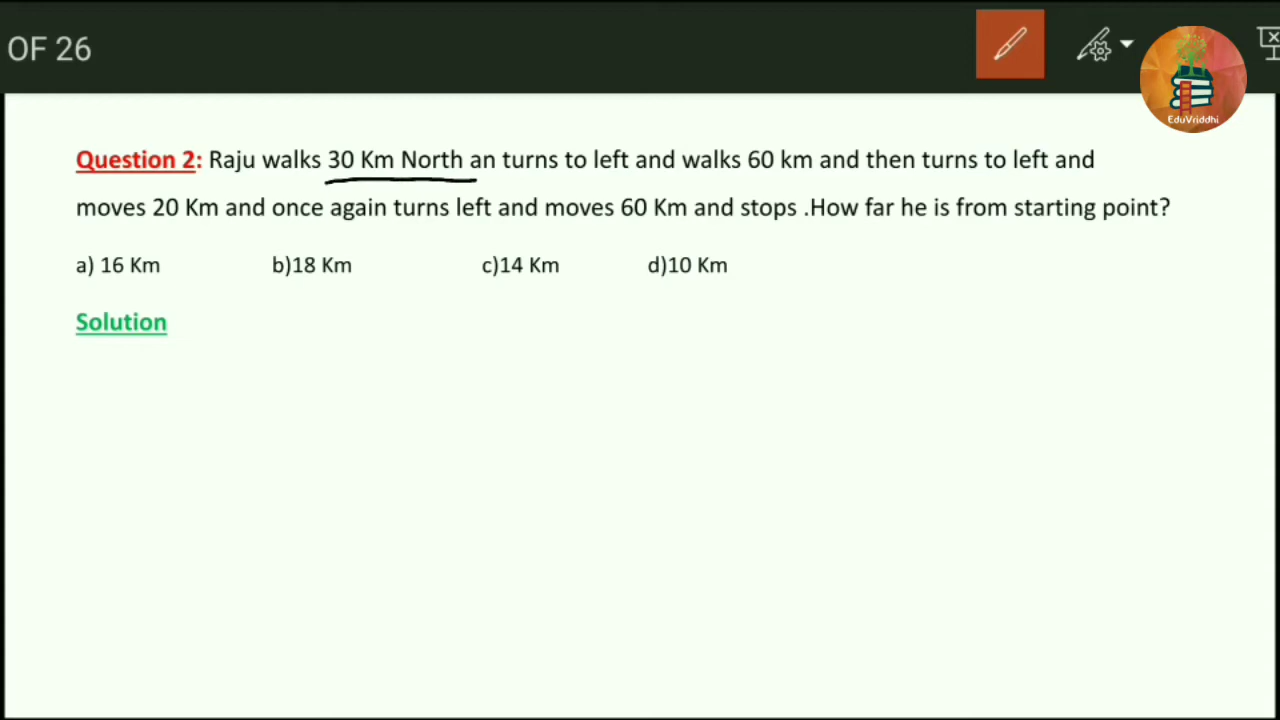 OF 26
EduVriddhi
Question 2: Raju walks 30 Km North an turns to left and walks 60 km and then turns to left and
moves 20 Km and once again turns left and moves 60 Km and stops .How far he is from starting point?
a) 16 Km b)18 Km c)14 Km d)10 Km
Solution